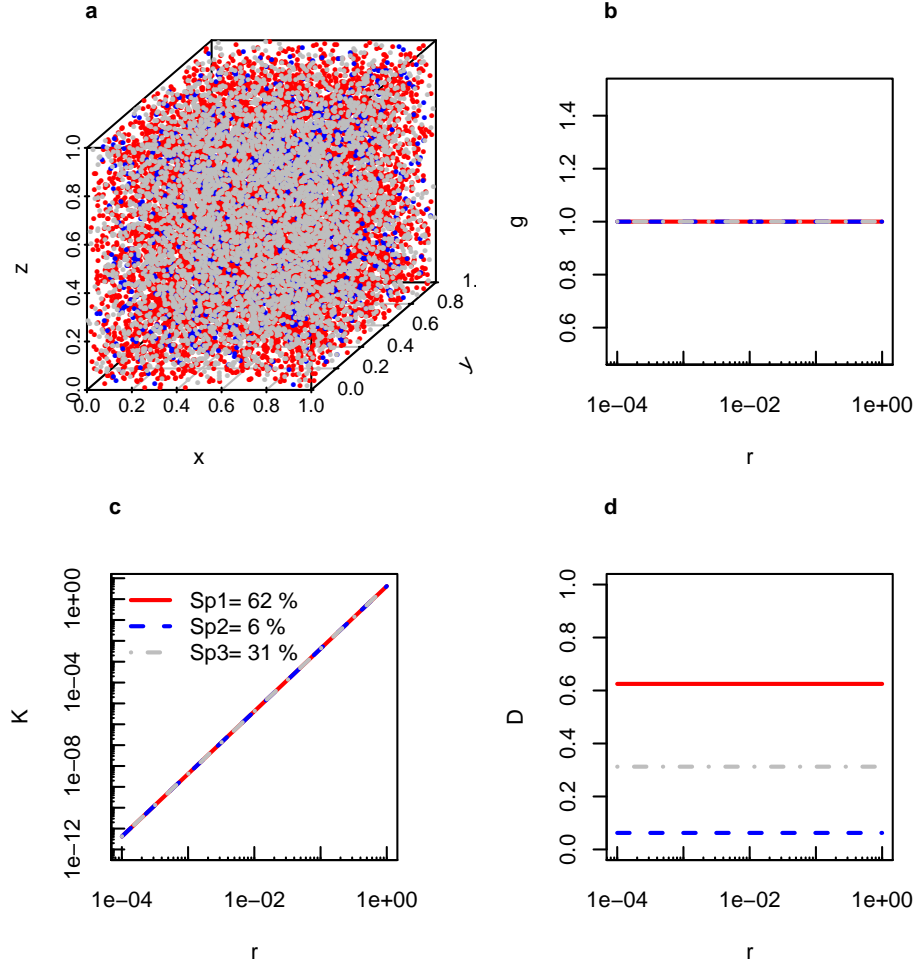 a
z
0.0 0.2 0.4 0.6 0.8 1.0
0.0 0.2 0.4 0.6 0.8 1.0
x
0.0 0.2 0.4 0.6 0.8 1.
y
b
g
0.6 0.8 1.0 1.2 1.4
1e−04 1e−02 1e+00
r
c
K
1e−12 1e−08 1e−04 1e+00
Sp1= 62 %
Sp2= 6 %
Sp3= 31 %
1e−04 1e−02 1e+00
r
d
D
0.0 0.2 0.4 0.6 0.8 1.0
1e−04 1e−02 1e+00
r